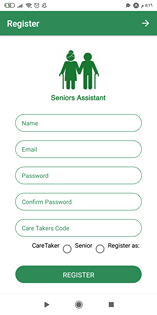 Register
Seniors Assistant
Name
Email
Password
Confirm Password
Care Takers Code
CareTaker Senior Register as:
REGISTER